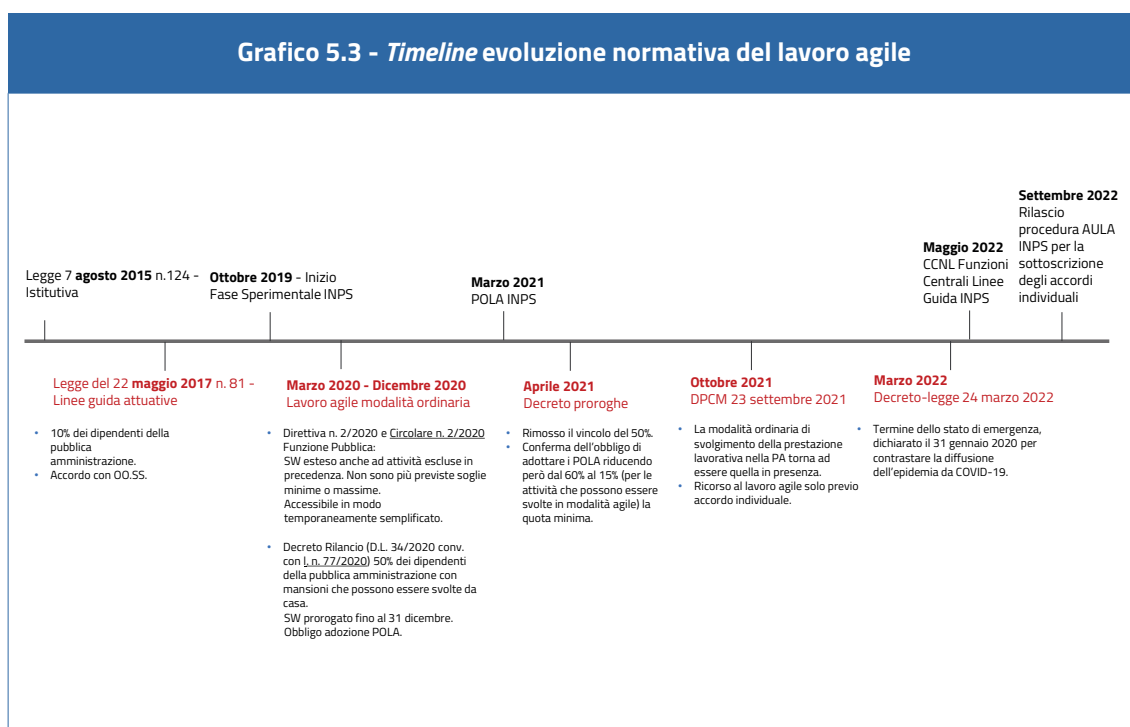 Grafico 5.3 - Timeline evoluzione normativa del lavoro agile
Legge 7 agosto 2015 n.124 -
Istitutiva
Ottobre 2019 - Inizio
Fase Sperimentale INPS
Marzo 2021
POLA INPS
Maggio 2022
CCNL Funzioni
Centrali Linee
Guida INPS
Settembre 2022
Rilascio
procedura AULA
INPS per la
sottoscrizione
degli accordi
individuali
Legge del 22 maggio 2017 n. 81 -
Linee guida attuative
• 10% dei dipendenti della
pubblica
amministrazione.
• Accordo con OO.SS.
Marzo 2020 - Dicembre 2020
Lavoro agile modalità ordinaria
• Direttiva n. 2/2020 e Circolare n. 2/2020
Funzione Pubblica:
SW esteso anche ad attività escluse in
precedenza. Non sono più previste soglie
minime o massime.
Accessibile in modo
temporaneamente semplificato.
• Decreto Rilancio (D.L. 34/2020 conv.
con l. n. 77/2020) 50% dei dipendenti
della pubblica amministrazione con
mansioni che possono essere svolte da
casa.
SW prorogato fino al 31 dicembre.
Obbligo adozione POLA.
Aprile 2021
Decreto proroghe
• Rimosso il vincolo del 50%.
• Conferma dell'obbligo di
adottare i POLA riducendo
però dal 60% al 15% (per le
attività che possono essere
svolte in modalità agile) la
quota minima.
Ottobre 2021
DPCM 23 settembre 2021
• La modalità ordinaria di
svolgimento della prestazione
lavorativa nella PA torna ad
essere quella in presenza.
• Ricorso al lavoro agile solo previo
accordo individuale.
Marzo 2022
Decreto-legge 24 marzo 2022
• Termine dello stato di emergenza,
dichiarato il 31 gennaio 2020 per
contrastare la diffusione
dell'epidemia da COVID-19.